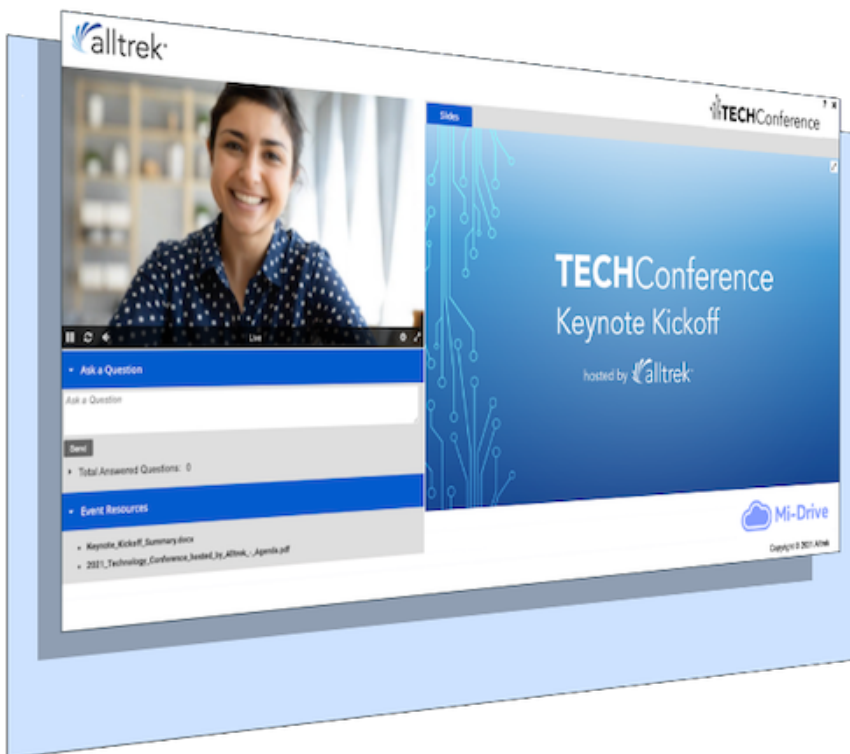 alltrek
TECHConference
? x
Slides
TECHConference
Keynote Kickoff
hosted by alltrek
Live
Ask a Question
Ask a Question
Send
Total Answered Questions: 0
Event Resources
Keynote_Kickoff_Summary.docx
2021_Technology_Conference_hosted_by_Alltrek_-_Agenda.pdf
Mi-Drive
Copyright © 2021 Alltrek